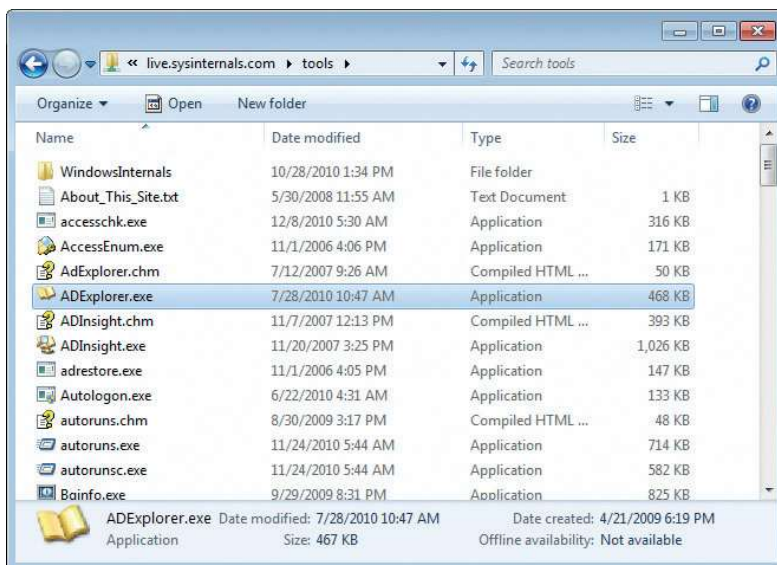 « live.sysinternals.com ▸ tools ▸ Search tools
Organize Open New folder
Name Date modified Type Size
WindowsInternals 10/28/2010 1:34 PM File folder
About_This_Site.txt 5/30/2008 11:55 AM Text Document 1 KB
accesschk.exe 12/8/2010 5:30 AM Application 316 KB
AccessEnum.exe 11/1/2006 4:06 PM Application 171 KB
AdExplorer.chm 7/12/2007 9:26 AM Compiled HTML ... 50 KB
ADExplorer.exe 7/28/2010 10:47 AM Application 468 KB
ADInsight.chm 11/7/2007 12:13 PM Compiled HTML ... 393 KB
ADInsight.exe 11/20/2007 3:25 PM Application 1,026 KB
adrestore.exe 11/1/2006 4:05 PM Application 147 KB
Autologon.exe 6/22/2010 4:31 AM Application 133 KB
autoruns.chm 8/30/2009 3:17 PM Compiled HTML ... 48 KB
autoruns.exe 11/24/2010 5:44 AM Application 714 KB
autorunsc.exe 11/24/2010 5:44 AM Application 582 KB
Bginfo.exe 9/29/2009 8:31 PM Application 825 KB
ADExplorer.exe Date modified: 7/28/2010 10:47 AM Date created: 4/21/2009 6:19 PM
Application Size: 467 KB Offline availability: Not available